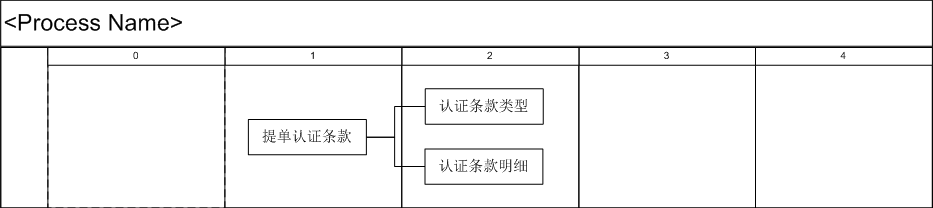 <Process Name>
0 1 2 3 4
认证条款类型
提单认证条款
认证条款明细